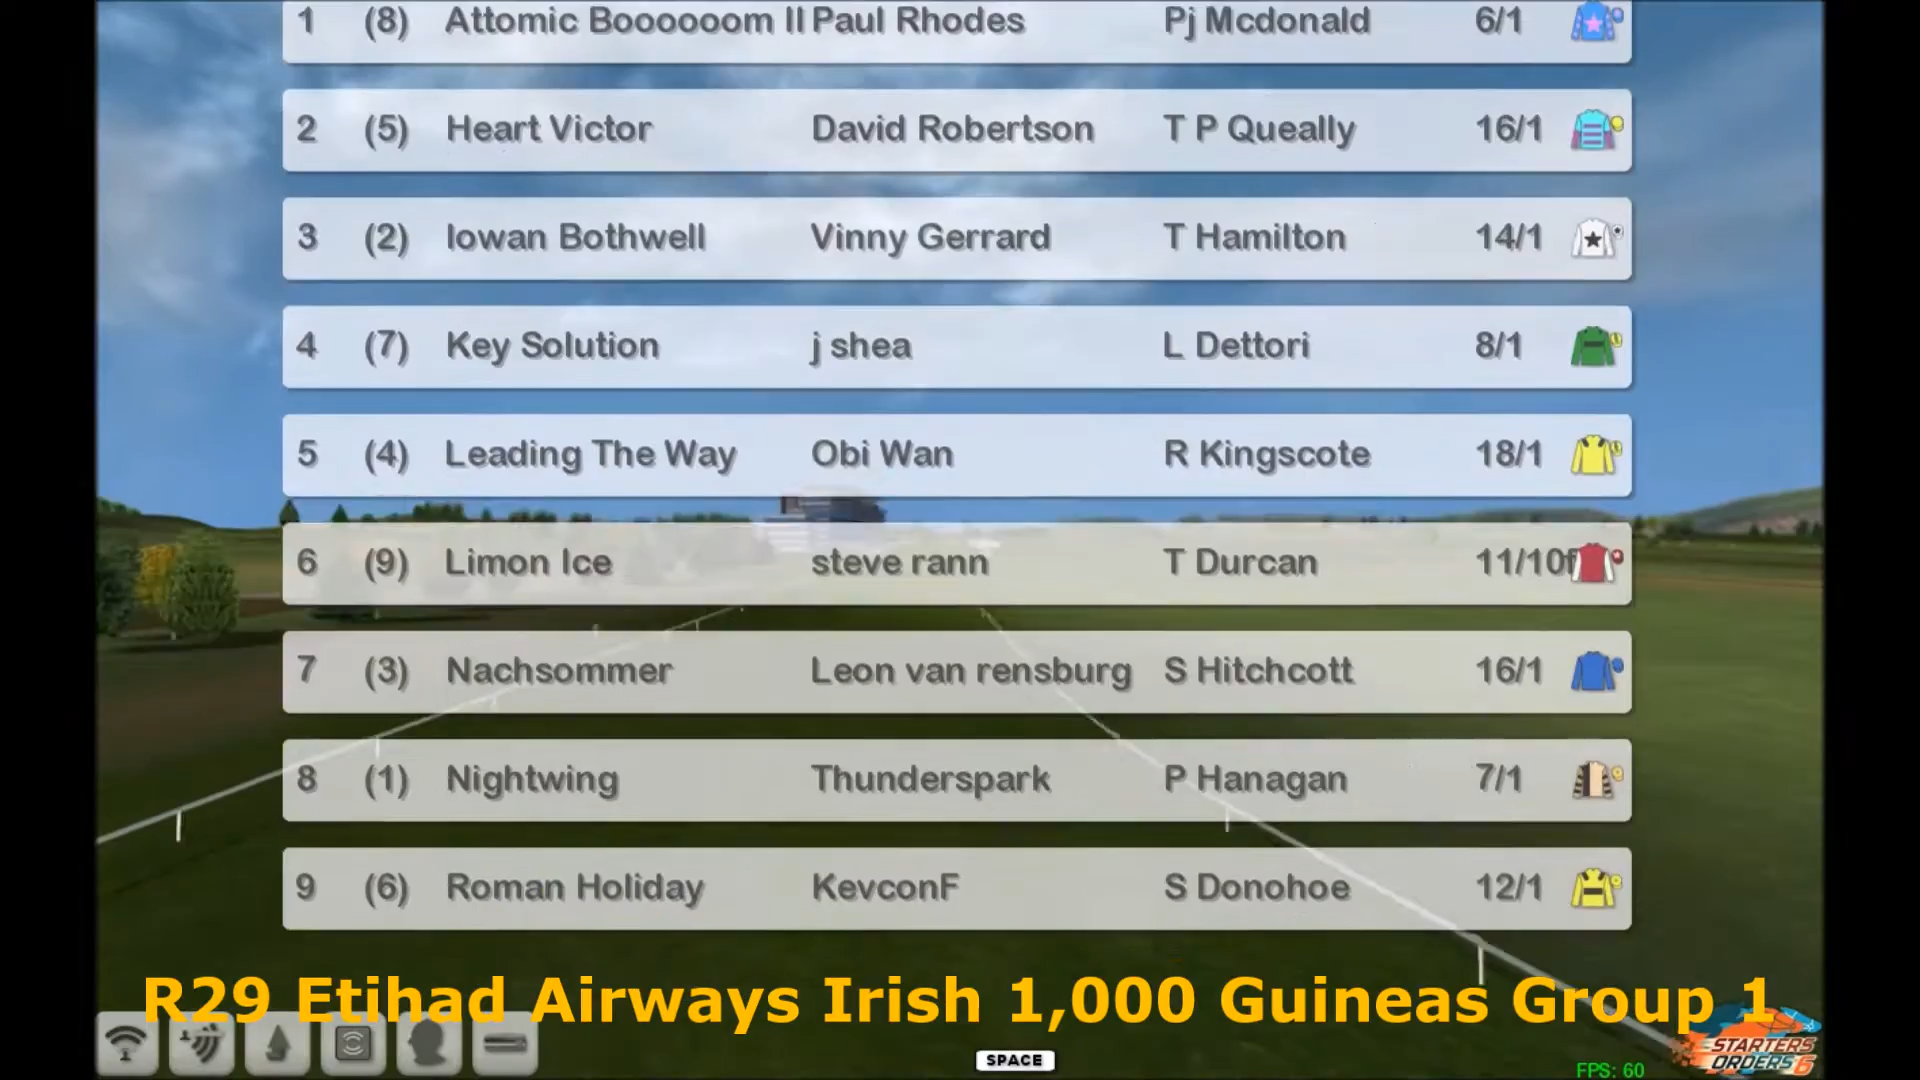 1 (8) AttomicBoooooom II Paul Rhodes Pj Mcdonald 6/1
2 (5) Heart Victor David Robertson T P Queally 16/1
3 (2) Iowan Bothwell Vinny Gerrard T Hamilton 14/1
4 (7) Key Solution j shea L Dettori 8/1
5 (4) Leading The Way Obi Wan R Kingscote 18/1
6 (9) Limon Ice steve rann T Durcan 11/10f
7 (3) Nachsommer Leon van rensburg S Hitchcott 16/1
8 (1) Nightwing Thunderspark P Hanagan 7/1
9 (6) Roman Holiday KevconF S Donohoe 12/1
R29 Etihad Airways Irish 1,000 Guineas Group 1
SPACE
STARTERS
ORDERS 6
FPS: 60